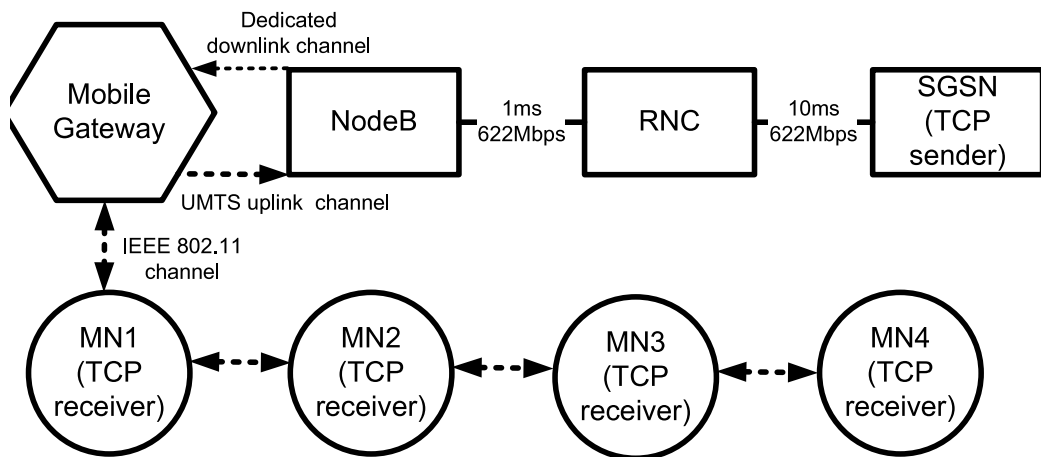 Dedicated
downlink channel
Mobile
Gateway
NodeB
1ms
622Mbps
RNC
10ms
622Mbps
SGSN
(TCP
sender)
UMTS uplink channel
IEEE 802.11
channel
MN1
(TCP
receiver)
MN2
(TCP
receiver)
MN3
(TCP
receiver)
MN4
(TCP
receiver)